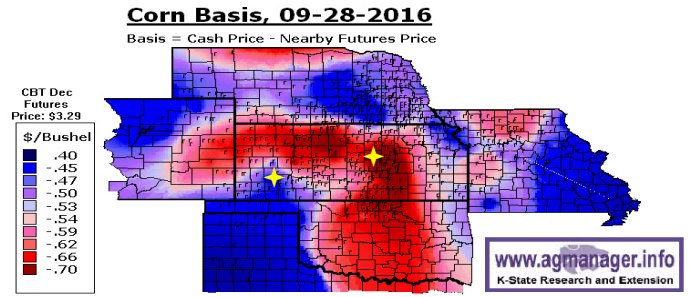 Corn Basis, 09-28-2016
Basis = Cash Price - Nearby Futures Price
CBT Dec
Futures
Price: $3.29
$/Bushel
.40
-.45
-.47
-.50
-.53
-.54
-.59
-.62
-.66
-.70
www.agmanager.info
K-State Research and Extension